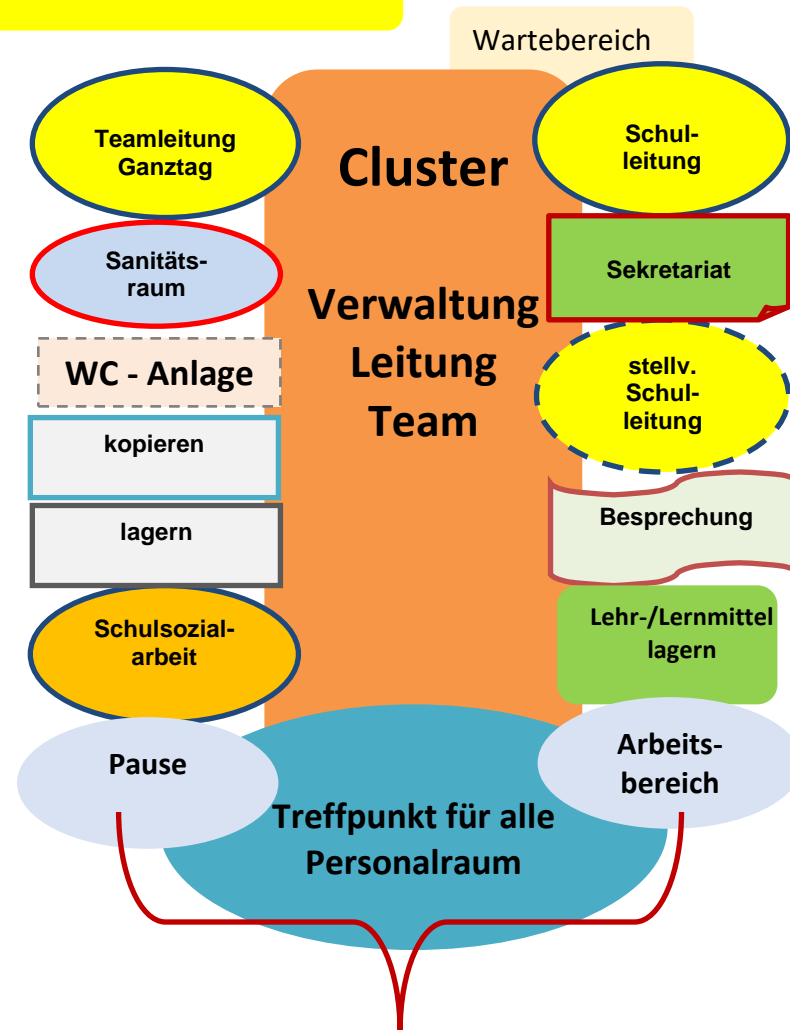 Wartebereich
Teamleitung
Ganztag
Cluster
Schul-
leitung
Sanitäts-
raum
Sekretariat
Verwaltung
Leitung
Team
WC - Anlage
stellv.
Schul-
leitung
kopieren
lagern
Besprechung
Schulsozial-
arbeit
Lehr-/Lernmittel
lagern
Pause
Arbeits-
bereich
Treffpunkt für alle
Personalraum